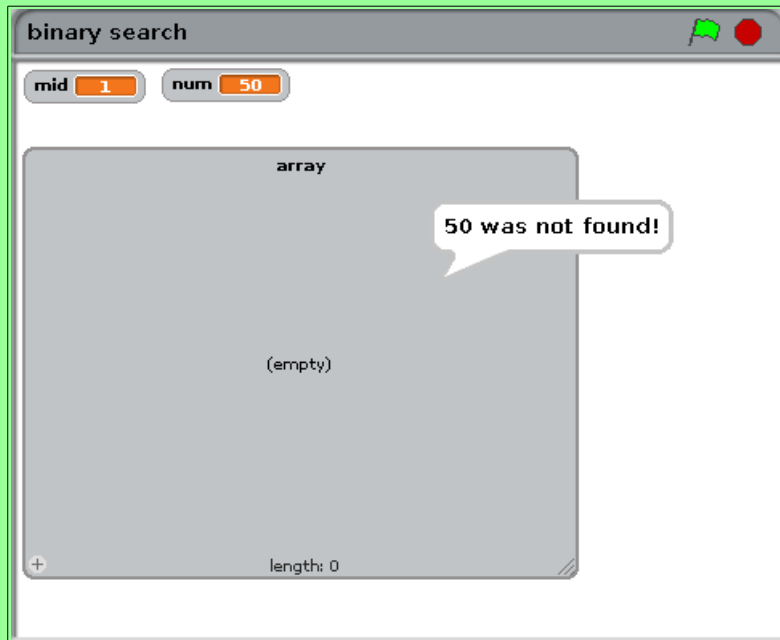 binary search
mid 1 num 50
array
50 was not found!
(empty)
+ length: 0